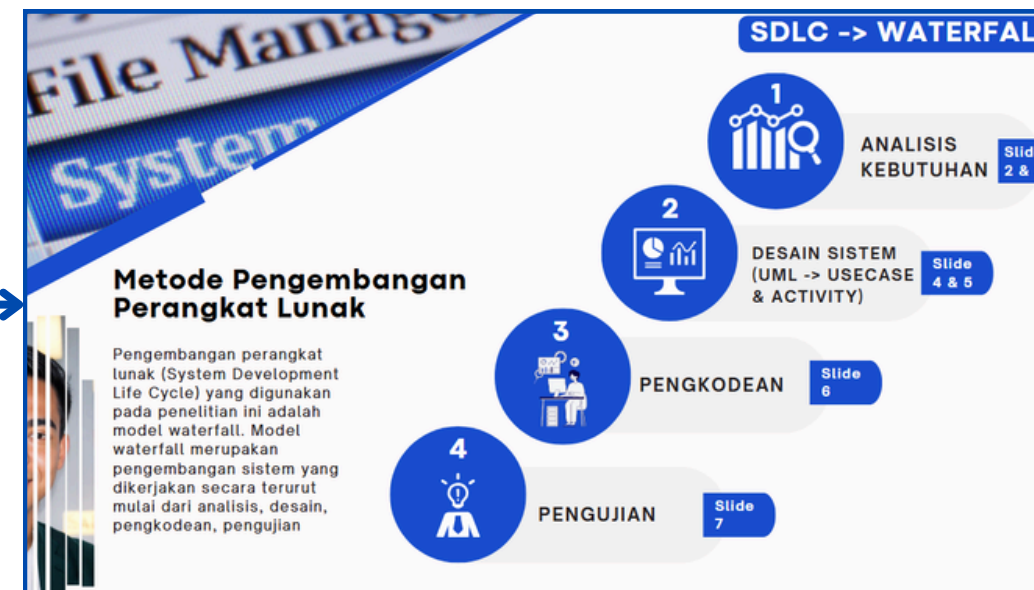 File Manag
System
SDLC -> WATERFAL
1
ANALISIS
KEBUTUHAN
Slid
2 &
2
DESAIN SISTEM
(UML -> USECASE
& ACTIVITY)
Slide
4 & 5
Metode Pengembangan
Perangkat Lunak
Pengembangan perangkat
lunak (System Development
Life Cycle) yang digunakan
pada penelitian ini adalah
model waterfall. Model
waterfall merupakan
pengembangan sistem yang
dikerjakan secara terurut
mulai dari analisis, desain,
pengkodean, pengujian
3
PENGKODEAN
Slide
6
4
PENGUJIAN
Slide
7